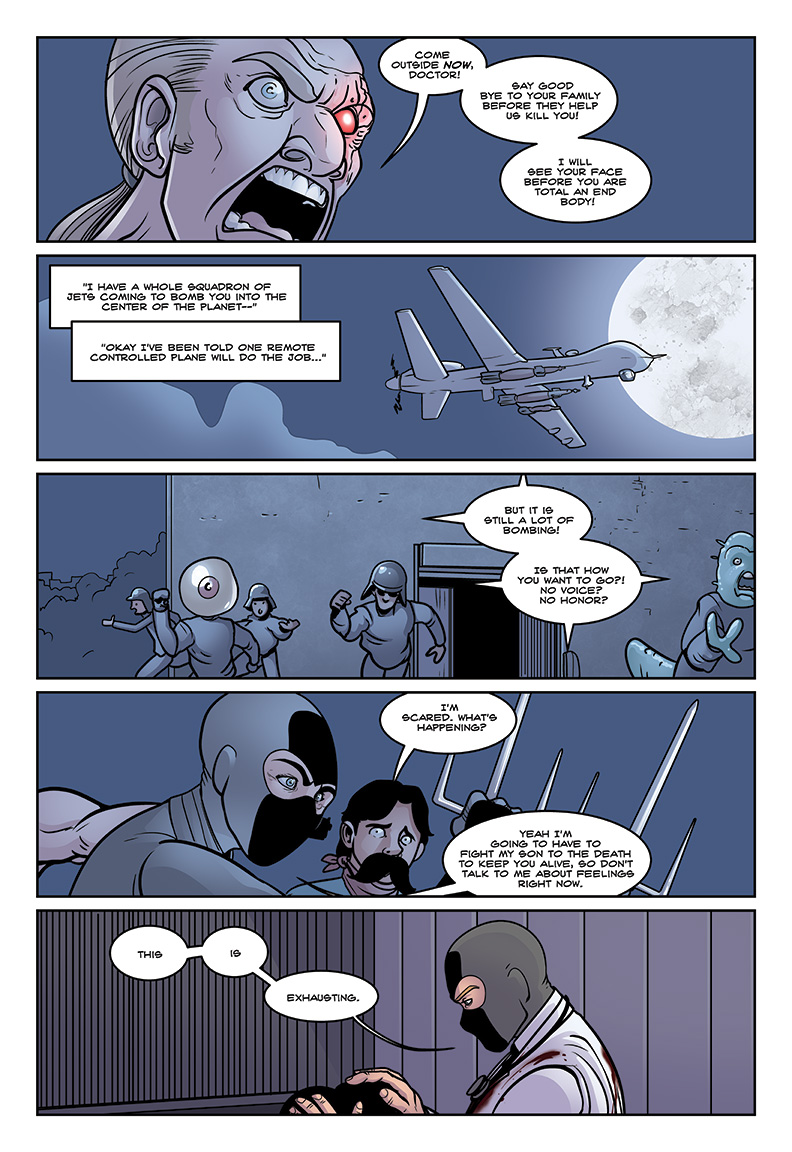 COME
OUTSIDE NOW,
DOCTOR!
SAY GOOD
BYE TO YOUR FAMILY
BEFORE THEY HELP
US KILL YOU!
I WILL
SEE YOUR FACE
BEFORE YOU ARE
TOTAL AN END
BODY!
"I HAVE A WHOLE SQUADRON OF
JETS COMING TO BOMB YOU INTO THE
CENTER OF THE PLANET--"
"OKAY I'VE BEEN TOLD ONE REMOTE
CONTROLLED PLANE WILL DO THE JOB..."
BUT IT IS
STILL A LOT OF
BOMBING!
IS THAT HOW
YOU WANT TO GO?!
NO VOICE?
NO HONOR?
I'M
SCARED. WHAT'S
HAPPENING?
YEAH I'M
GOING TO HAVE TO
FIGHT MY SON TO THE DEATH
TO KEEP YOU ALIVE, SO DON'T
TALK TO ME ABOUT FEELINGS
RIGHT NOW.
THIS
IS
EXHAUSTING.